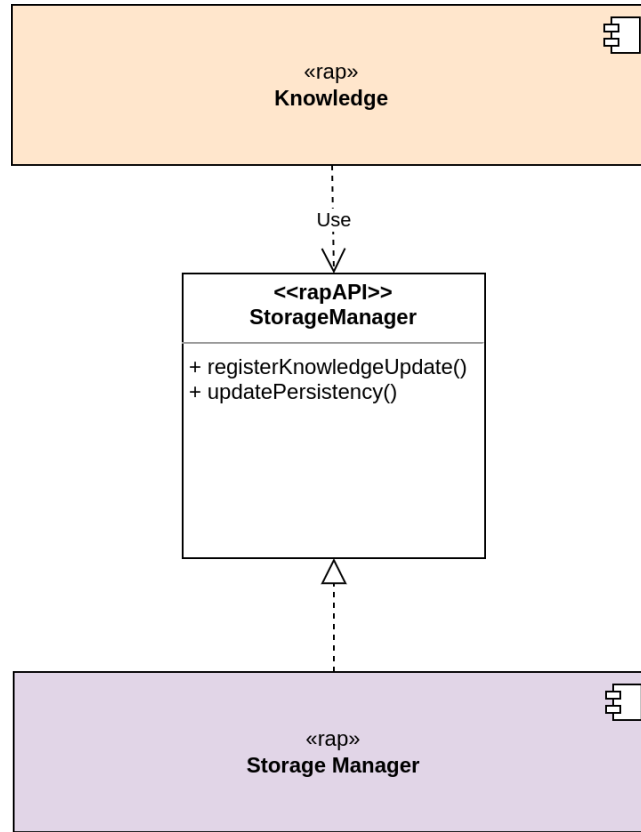 «rap»
Knowledge
Use
<<rapAPI>>
StorageManager
+ registerKnowledgeUpdate()
+ updatePersistency()
«rap»
Storage Manager